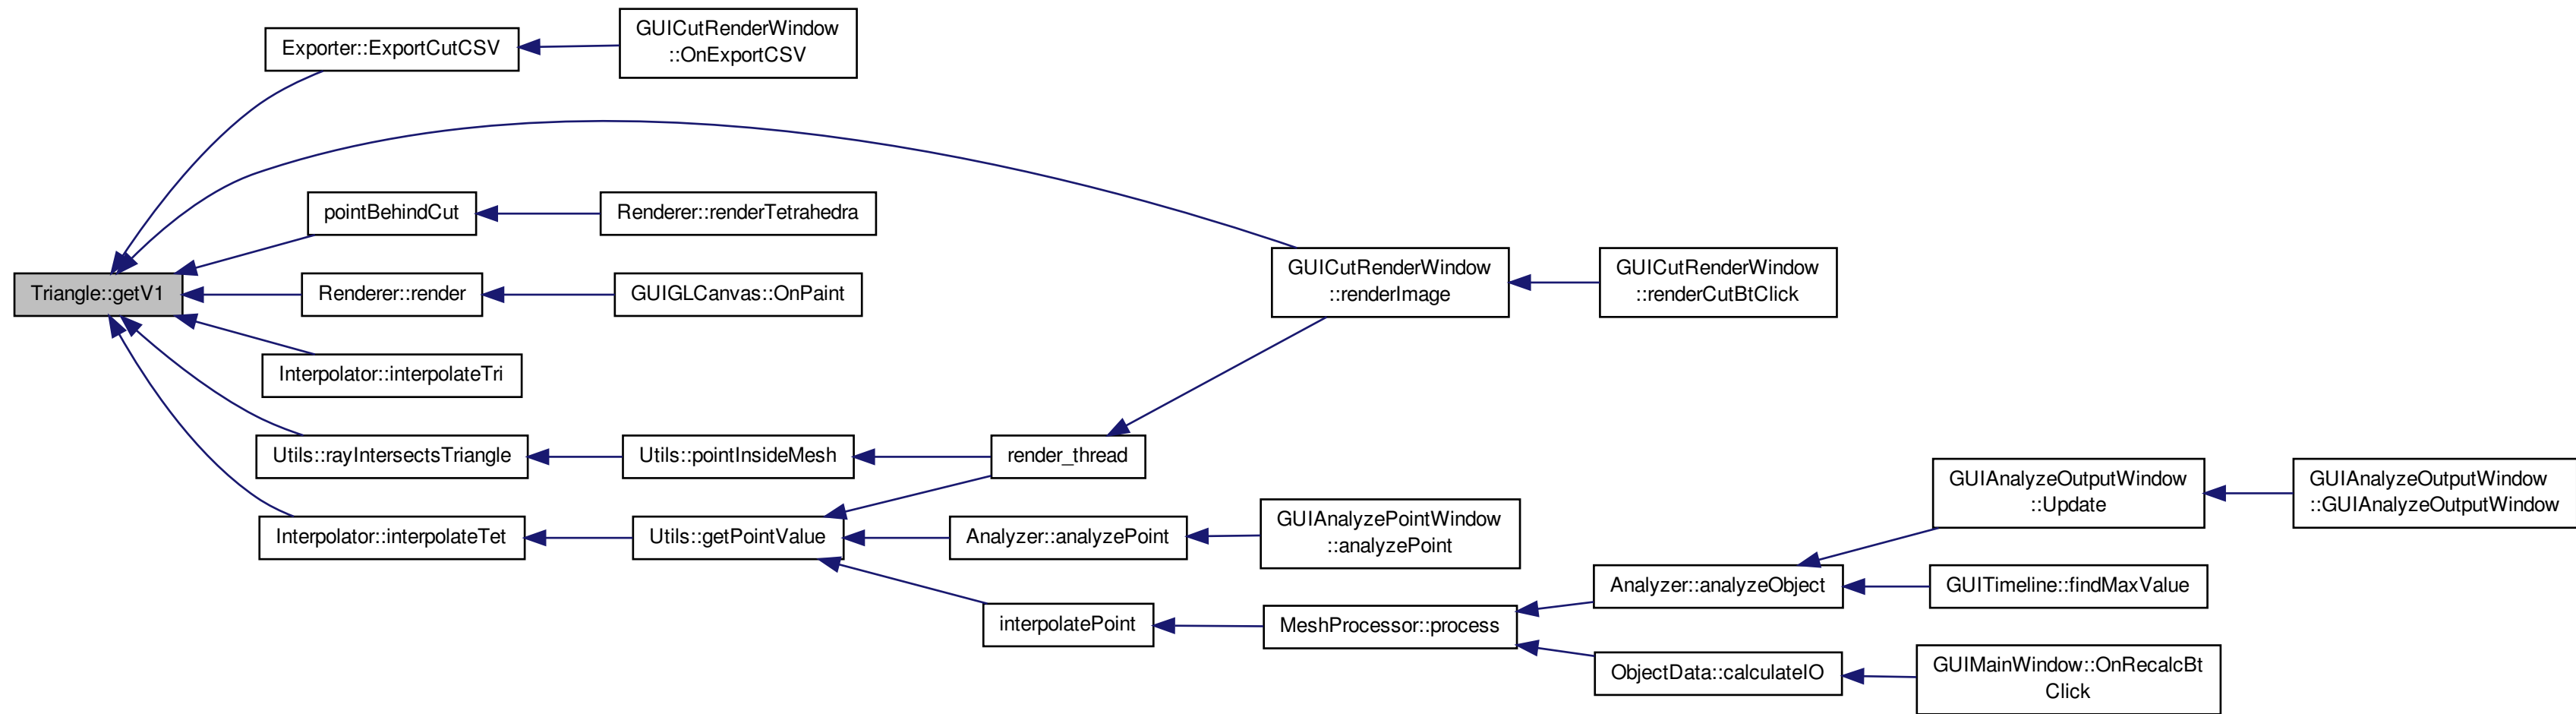 Exporter::ExportCutCSV
GUICutRenderWindow
::OnExportCSV
pointBehindCut
Renderer::renderTetrahedra
Triangle::getV1
Renderer::render
GUIGLCanvas::OnPaint
GUICutRenderWindow
::renderImage
GUICutRenderWindow
::renderCutBtClick
Interpolator::interpolateTri
Utils::rayIntersectsTriangle
Utils::pointInsideMesh
render_thread
Interpolator::interpolateTet
Utils::getPointValue
Analyzer::analyzePoint
GUIAnalyzePointWindow
::analyzePoint
GUIAnalyzeOutputWindow
::Update
GUIAnalyzeOutputWindow
::GUIAnalyzeOutputWindow
interpolatePoint
MeshProcessor::process
Analyzer::analyzeObject
GUITimeline::findMaxValue
ObjectData::calculateIO
GUIMainWindow::OnRecalcBt
Click